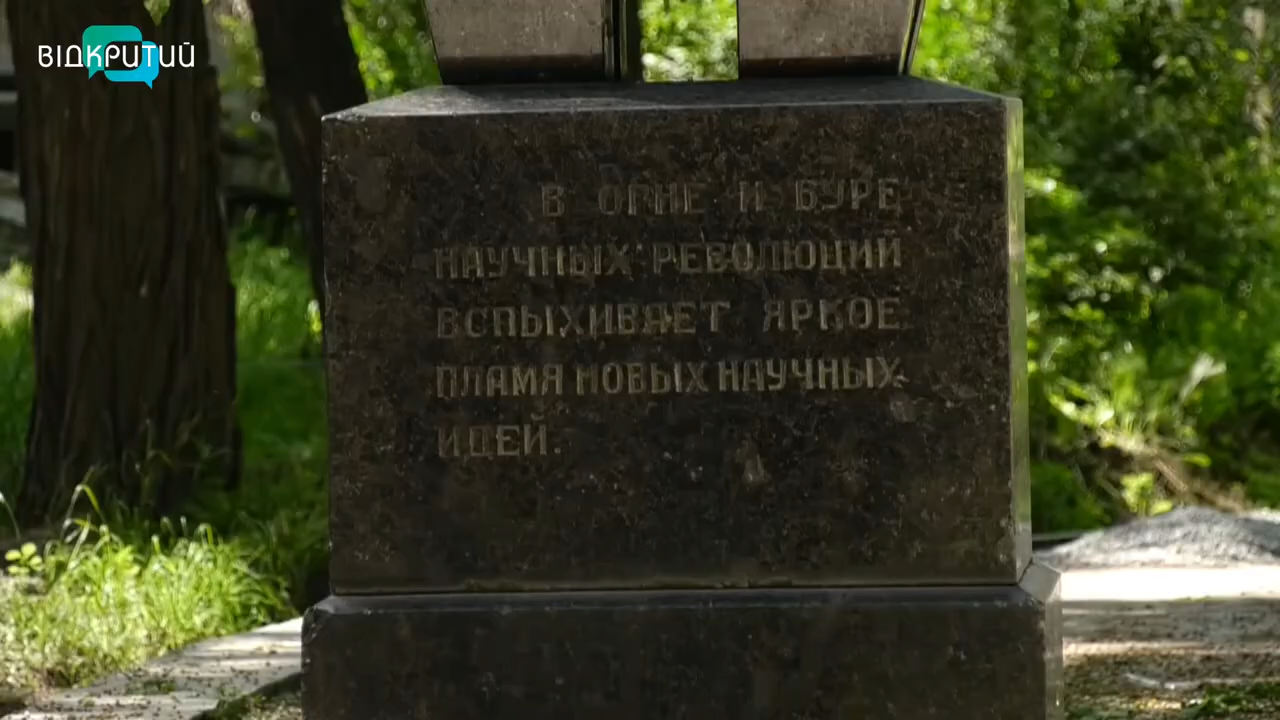 ВІДКРИТИЙ
В ОГНЕ И БУРЕ
НАУЧНЫХ РЕВОЛЮЦИЙ
ВСПЫХИВАЕТ ЯРКОЕ
ПЛАМЯ НОВЫХ НАУЧНЫХ
ИДЕЙ.